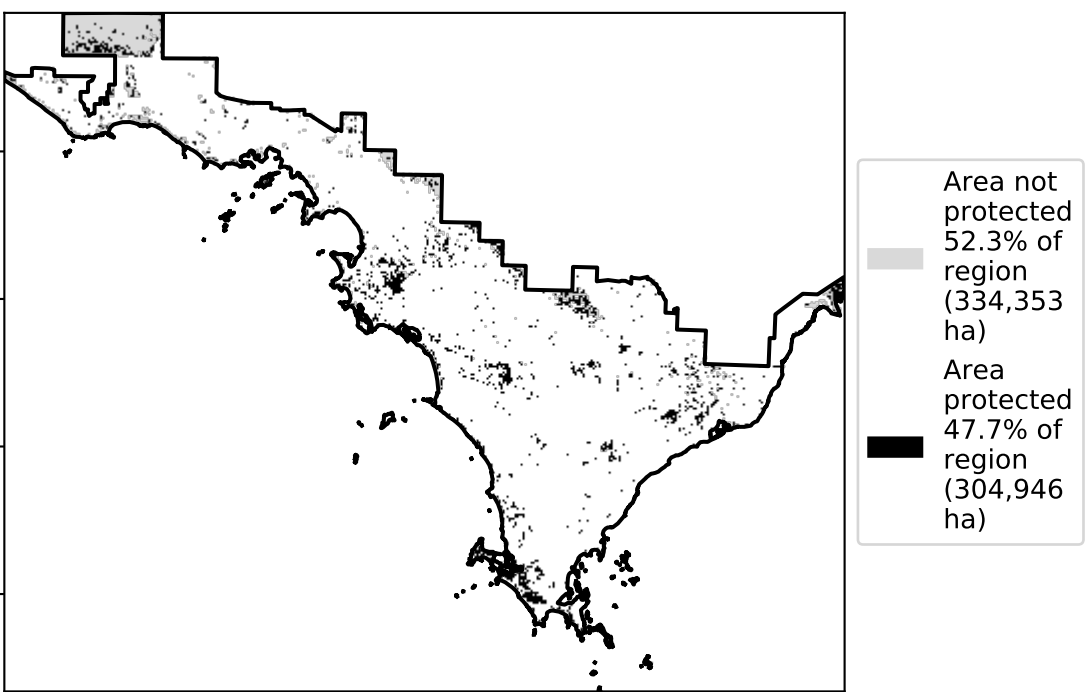 Area not
protected
52.3% of
region
(334,353
ha)
Area
protected
47.7% of
region
(304,946
ha)